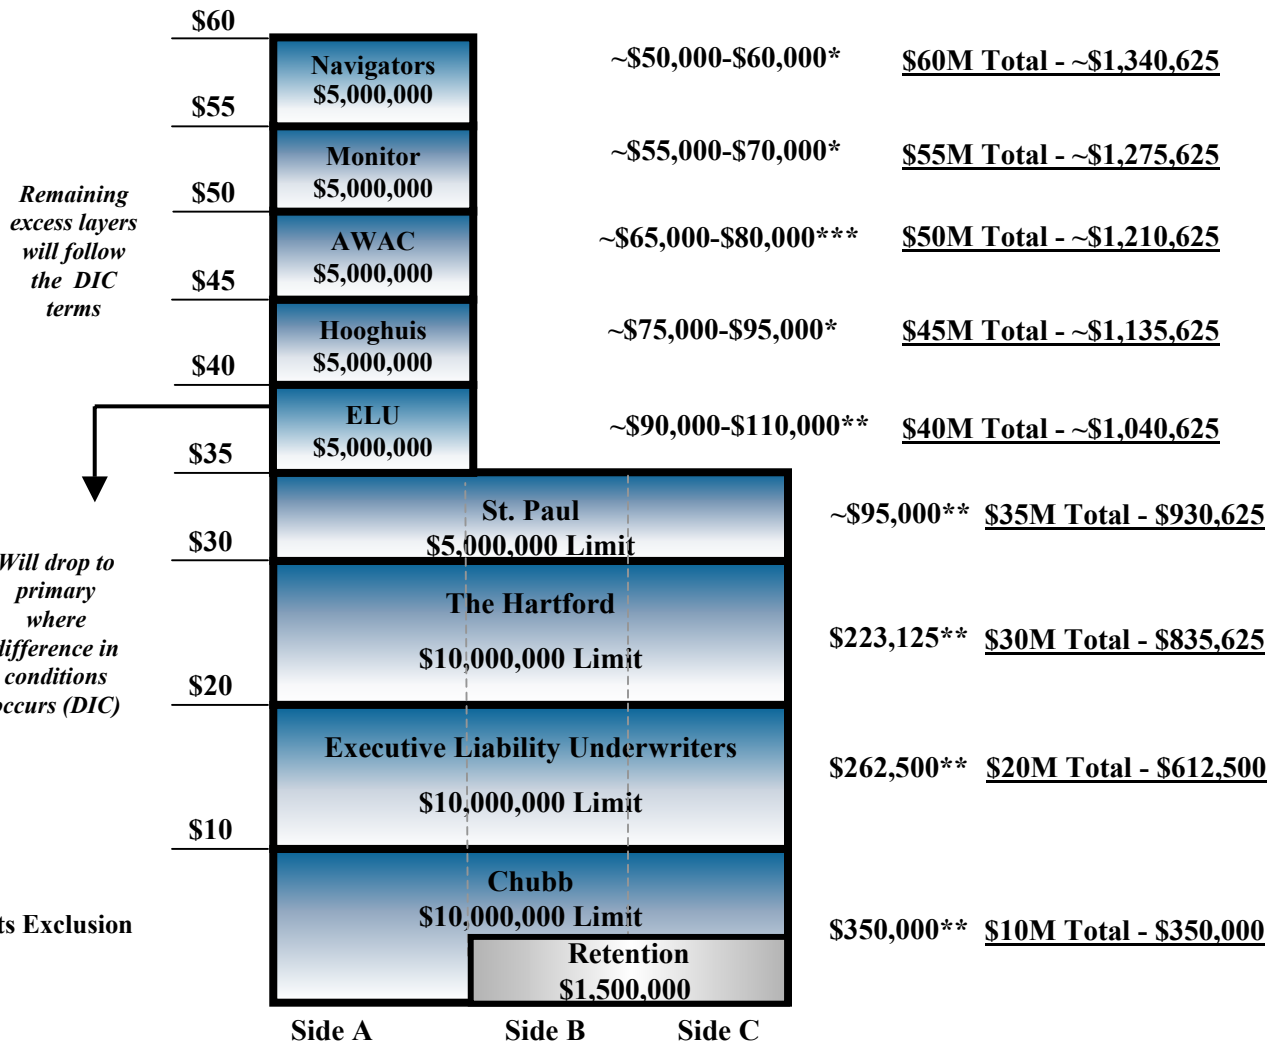 $60
Navigators
$5,000,000
~$50,000-$60,000*
$60M Total - ~$1,340,625
$55
Monitor
$5,000,000
~$55,000-$70,000*
$55M Total - ~$1,275,625
Remaining
excess layers
will follow
the DIC
terms
$50
AWAC
$5,000,000
~$65,000-$80,000***
$50M Total - ~$1,210,625
$45
Hooghuis
$5,000,000
~$75,000-$95,000*
$45M Total - ~$1,135,625
$40
ELU
$5,000,000
~$90,000-$110,000**
$40M Total - ~$1,040,625
$35
St. Paul
$5,000,000 Limit
~$95,000**
$35M Total - $930,625
$30
Will drop to
primary
where
difference in
conditions
occurs (DIC)
The Hartford
$10,000,000 Limit
$223,125**
$30M Total - $835,625
$20
Executive Liability Underwriters
$10,000,000 Limit
$262,500**
$20M Total - $612,500
$10
Chubb
$10,000,000 Limit
ts Exclusion
$350,000**
$10M Total - $350,000
Retention
$1,500,000
Side A
Side B
Side C